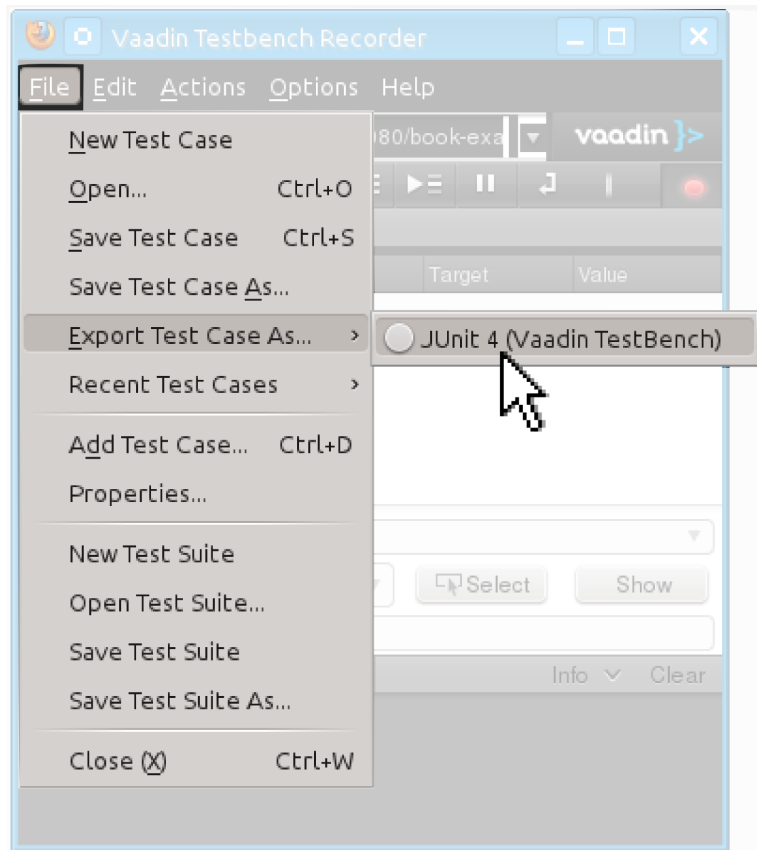 Vaadin Testbench Recorder
File Edit Actions Options Help
080/book-exa vaadin }>
New Test Case
Open... Ctrl+O
Save Test Case Ctrl+S
Save Test Case As...
Export Test Case As... ›
Recent Test Cases ›
Add Test Case... Ctrl+D
Properties...
New Test Suite
Open Test Suite...
Save Test Suite
Save Test Suite As...
Close (X) Ctrl+W
Target Value
JUnit 4 (Vaadin TestBench)
Select Show
Info Clear